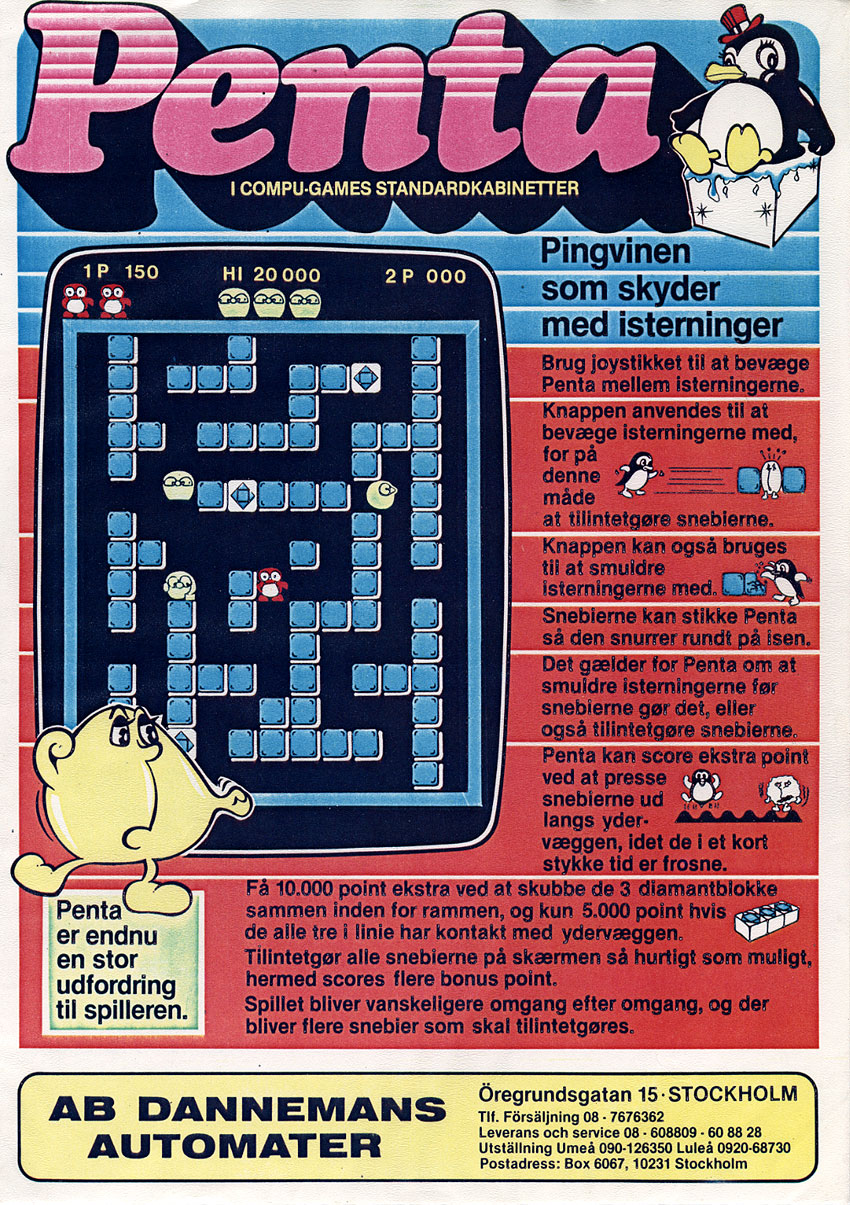 Penta
I COMPU-GAMES STANDARDKABINETTER
1P 150
HI 20 000
2P 000
Pingvinen
som skyder
med isterninger
Brug joystikket til at bevæge
Penta mellem isterningerne.
Knappen anvendes til at
bevæge isterningerne med,
for på
denne
måde
at tilintetgøre snebierne.
Knappen kan også bruges
til at smuldre
isterningerne med.
Snebierne kan stikke Penta
så den snurrer rundt på isen.
Det gælder for Penta om at
smuldre isterningerne før
snebierne gør det, eller
også tilintetgøre snebierne.
Penta kan score ekstra point
ved at presse
snebierne ud
langs yder-
væggen, idet de i et kort
stykke tid er frosne.
Få 10.000 point ekstra ved at skubbe de 3 diamantblokke
sammen inden for rammen, og kun 5.000 point hvis
de alle tre i linie har kontakt med ydervæggen.
Tilintetgør alle snebierne på skærmen så hurtigt som muligt,
hermed scores flere bonus point.
Spillet bliver vanskeligere omgang efter omgang, og der
bliver flere snebier som skal tilintetgøres.
Penta
er endnu
en stor
udfordring
til spilleren.
AB DANNEMANS
AUTOMATER
Öregrundsgatan 15 · STOCKHOLM
Tlf. Försäljning 08 - 7676362
Leverans och service 08 - 608809 - 60 88 28
Utställning Umeå 090-126350 Luleå 0920-68730
Postadress: Box 6067, 10231 Stockholm